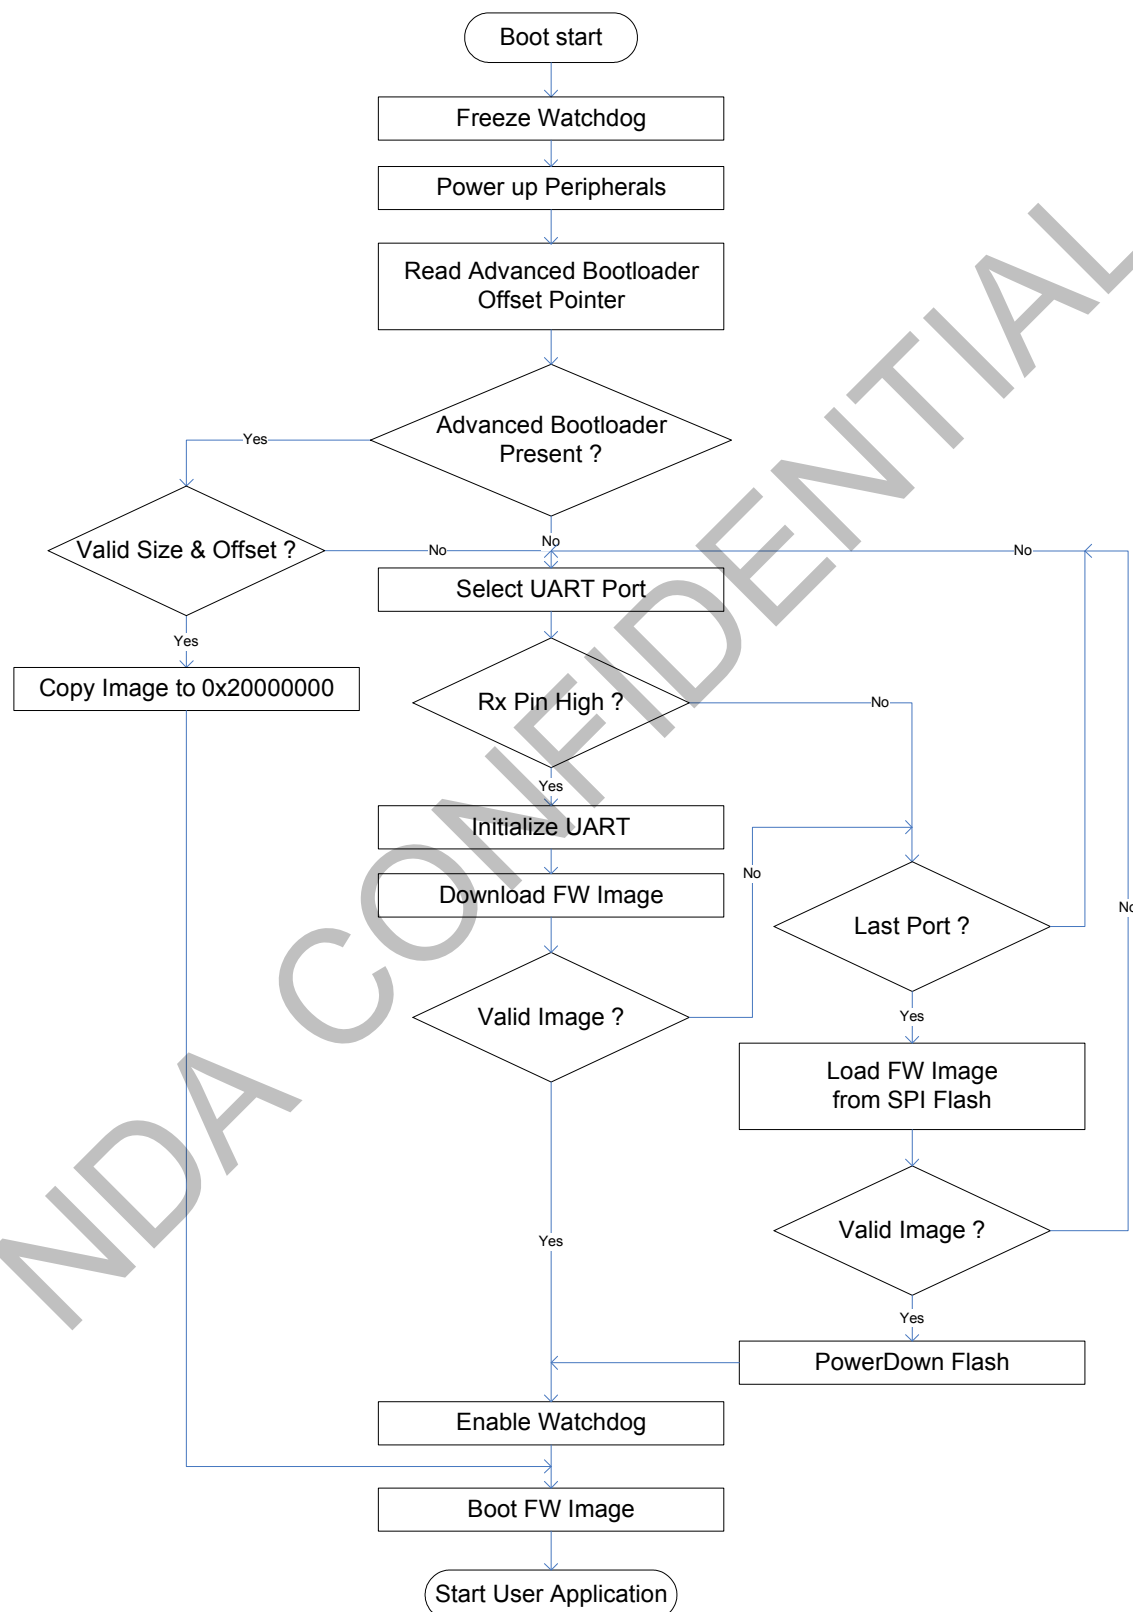 Boot start
Freeze Watchdog
Power up Peripherals
Read Advanced Bootloader
Offset Pointer
Advanced Bootloader
Present ?
Yes
No
Valid Size & Offset ?
No
No
Yes
Select UART Port
Copy Image to 0x20000000
Rx Pin High ?
No
Yes
Initialize UART
Download FW Image
No
Last Port ?
No
Valid Image ?
Yes
Load FW Image
from SPI Flash
Valid Image ?
Yes
Yes
PowerDown Flash
Enable Watchdog
Boot FW Image
Start User Application
NDA CONFIDENTIAL